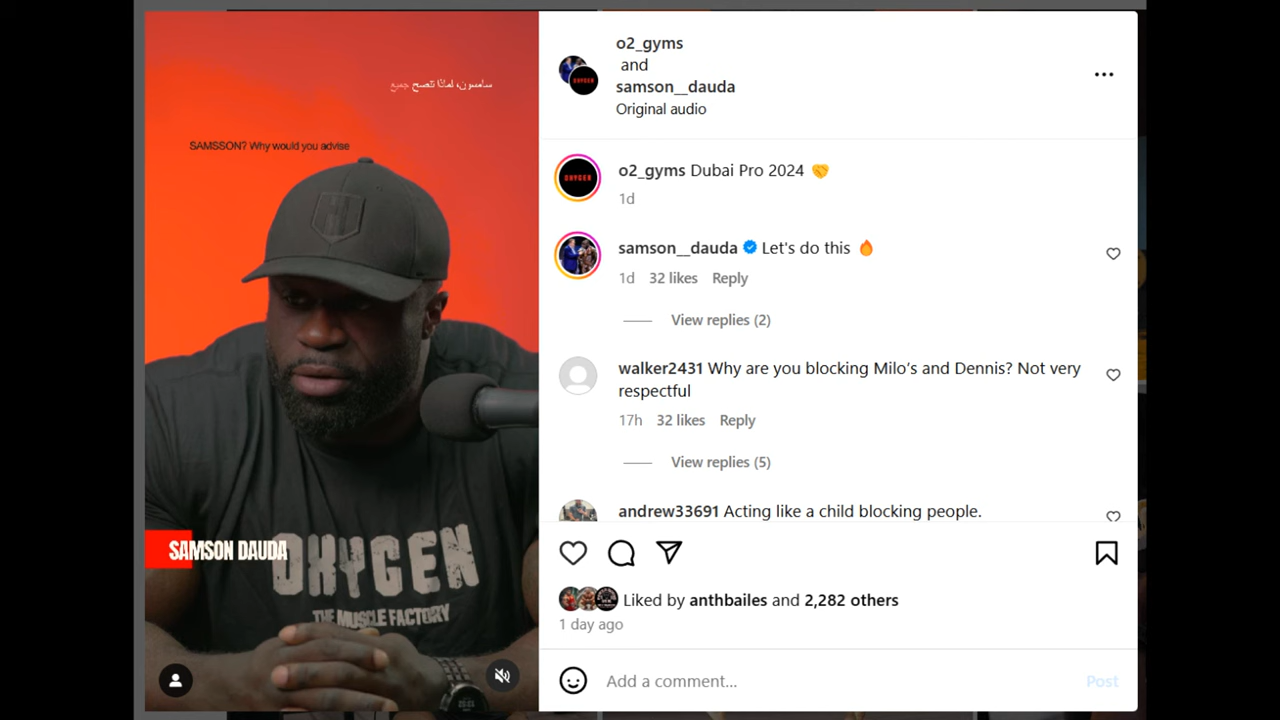 سامسون، لماذا تنصح جميع
SAMSSON? Why would you advise
SAMSON DAUDA
OXYGEN
THE MUSCLE FACTORY
o2_gyms
and
samson__dauda
Original audio
OXYGEN
o2_gyms Dubai Pro 2024 🤝
1d
OXYGEN
samson__dauda Let's do this 🔥
1d 32 likes Reply
View replies (2)
walker2431 Why are you blocking Milo's and Dennis? Not very
respectful
17h 32 likes Reply
View replies (5)
andrew33691 Acting like a child blocking people.
Liked by anthbailes and 2,282 others
1 day ago
Add a comment...
Post